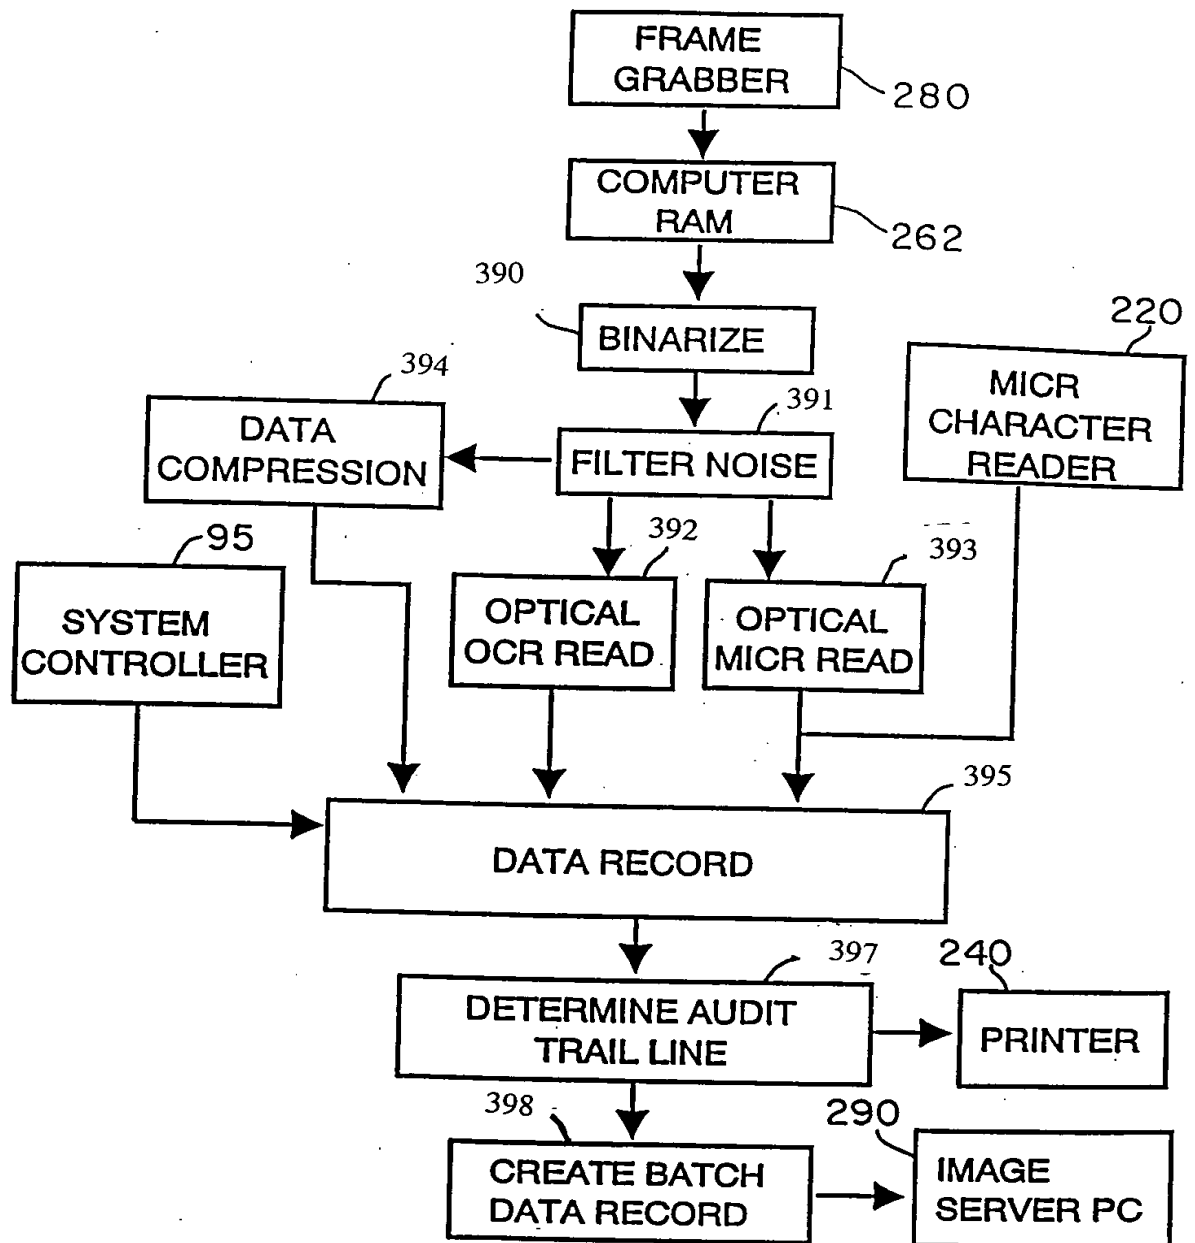 FRAME
GRABBER
280
COMPUTER
RAM
262
390
BINARIZE
220
MICR
CHARACTER
READER
394
DATA
COMPRESSION
391
FILTER NOISE
95
SYSTEM
CONTROLLER
392
OPTICAL
OCR READ
393
OPTICAL
MICR READ
395
DATA RECORD
397
DETERMINE AUDIT
TRAIL LINE
240
PRINTER
398
CREATE BATCH
DATA RECORD
290
IMAGE
SERVER PC